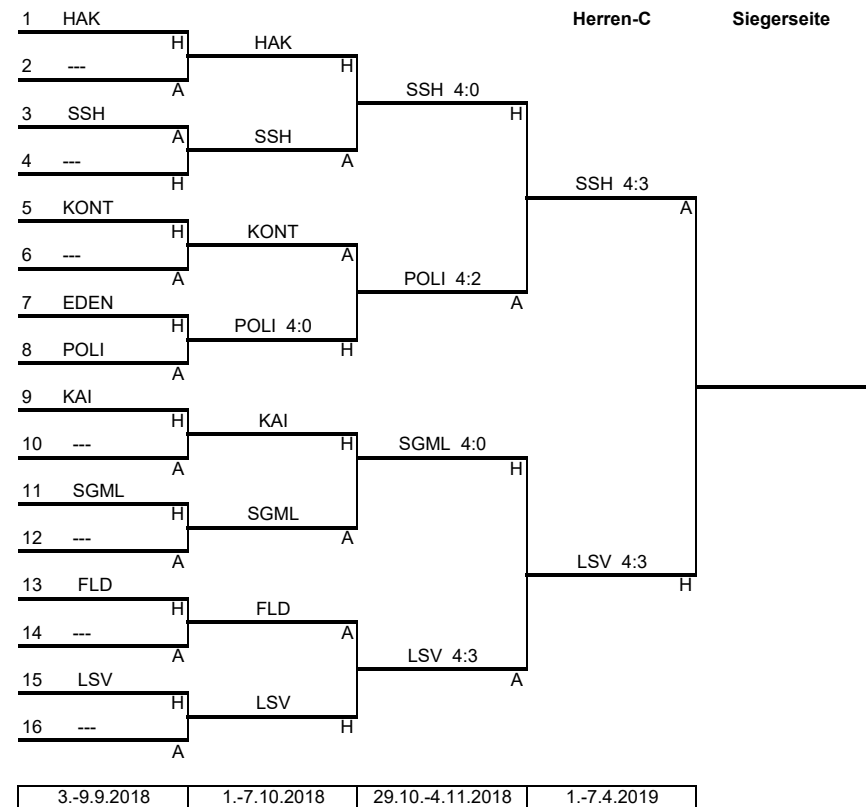 Herren-C Siegerseite
1 HAK
H HAK
2 --- H
A SSH 4:0
3 SSH H
A SSH
4 --- A
H SSH 4:3
5 KONT A
H KONT
6 --- A
A POLI 4:2
7 EDEN A
H POLI 4:0
8 POLI H
A
9 KAI
H KAI
10 --- H SGML 4:0
A H
11 SGML
H SGML
12 --- A
A LSV 4:3
13 FLD H
H FLD
14 --- A
A LSV 4:3
15 LSV A
H LSV
16 --- H
A
3.-9.9.2018 1.-7.10.2018 29.10.-4.11.2018 1.-7.4.2019